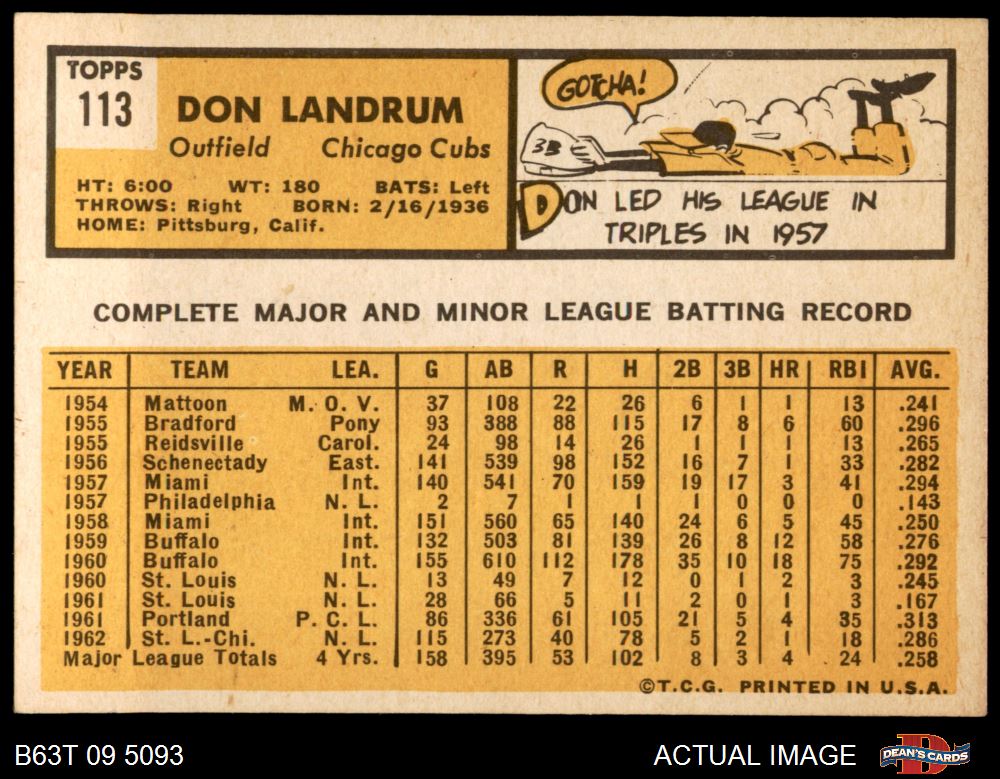 TOPPS
113
DON LANDRUM
Outfield Chicago Cubs
HT: 6:00 WT: 180 BATS: Left
THROWS: Right BORN: 2/16/1936
HOME: Pittsburg, Calif.
GOTCHA!
3B
DON LED HIS LEAGUE IN
TRIPLES IN 1957
COMPLETE MAJOR AND MINOR LEAGUE BATTING RECORD
YEAR TEAM LEA. G AB R H 2B 3B HR RBI AVG.
1954 Mattoon M. O. V. 37 108 22 26 6 1 1 13 .241
1955 Bradford Pony 93 388 88 115 17 8 6 60 .296
1955 Reidsville Carol. 24 98 14 26 1 1 1 13 .265
1956 Schenectady East. 141 539 98 152 16 7 1 33 .282
1957 Miami Int. 140 541 70 159 19 17 3 41 .294
1957 Philadelphia N. L. 2 7 1 1 1 0 0 0 .143
1958 Miami Int. 151 560 65 140 24 6 5 45 .250
1959 Buffalo Int. 132 503 81 139 26 8 12 58 .276
1960 Buffalo Int. 155 610 112 178 35 10 18 75 .292
1960 St. Louis N. L. 13 49 7 12 0 1 2 3 .245
1961 St. Louis N. L. 28 66 5 11 2 0 1 3 .167
1961 Portland P. C. L. 86 336 61 105 21 5 4 35 .313
1962 St. L.-Chi. N. L. 115 273 40 78 5 2 1 18 .286
Major League Totals 4 Yrs. 158 395 53 102 8 3 4 24 .258
©T.C.G. PRINTED IN U.S.A.
B63T 09 5093 ACTUAL IMAGE DEAN'S CARDS